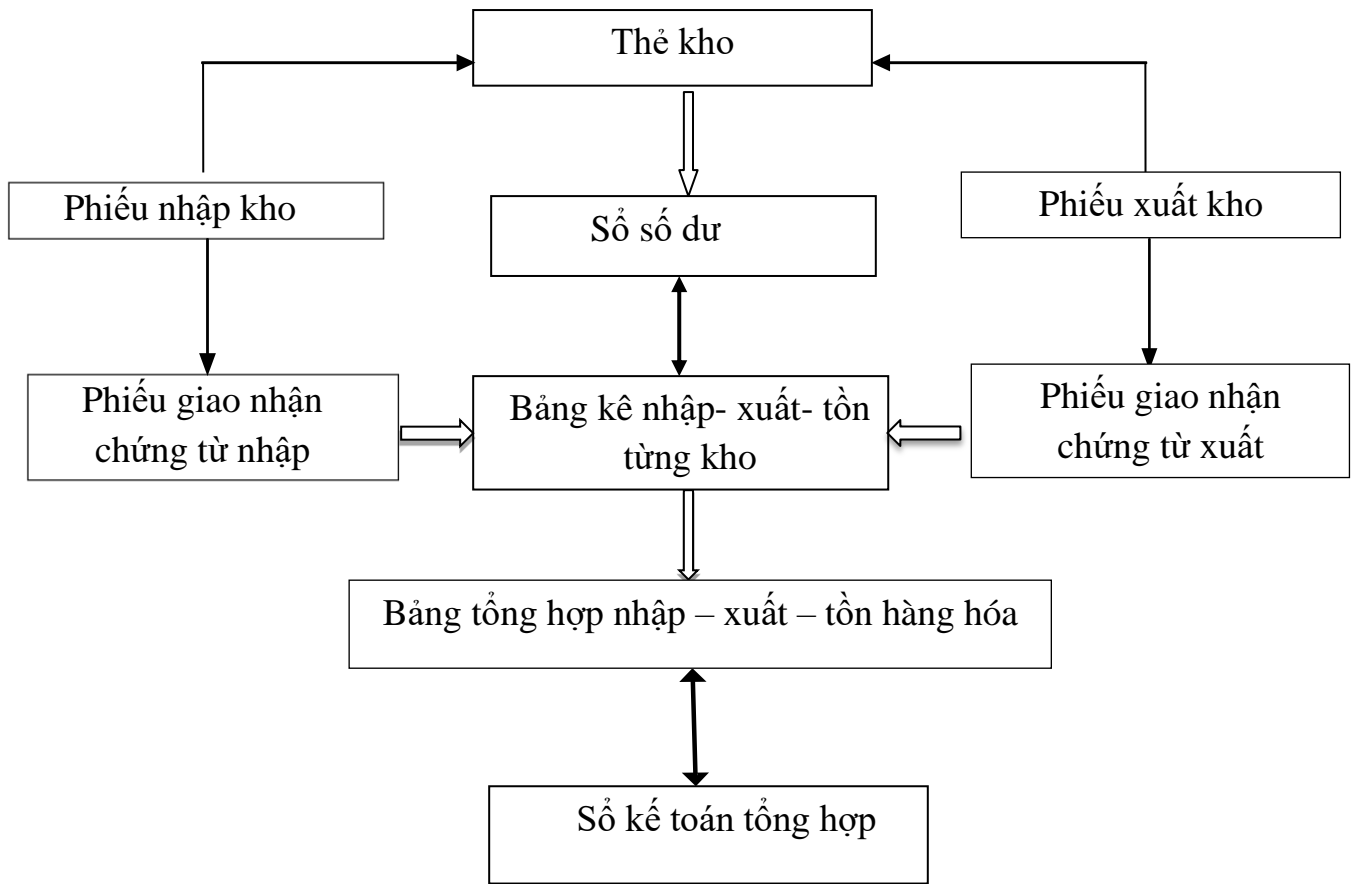 Thẻ kho
Phiếu nhập kho
Sổ số dư
Phiếu xuất kho
Phiếu giao nhận
chứng từ nhập
Bảng kê nhập- xuất- tồn
từng kho
Phiếu giao nhận
chứng từ xuất
Bảng tổng hợp nhập – xuất – tồn hàng hóa
Sổ kế toán tổng hợp